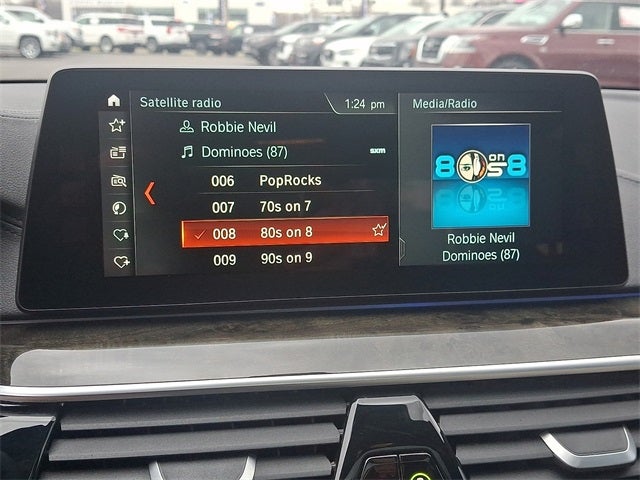 Satellite radio
1:24 pm
Robbie Nevil
Dominoes (87)
sxm
006 PopRocks
007 70s on 7
008 80s on 8
009 90s on 9
Media/Radio
80s on 8
Robbie Nevil
Dominoes (87)